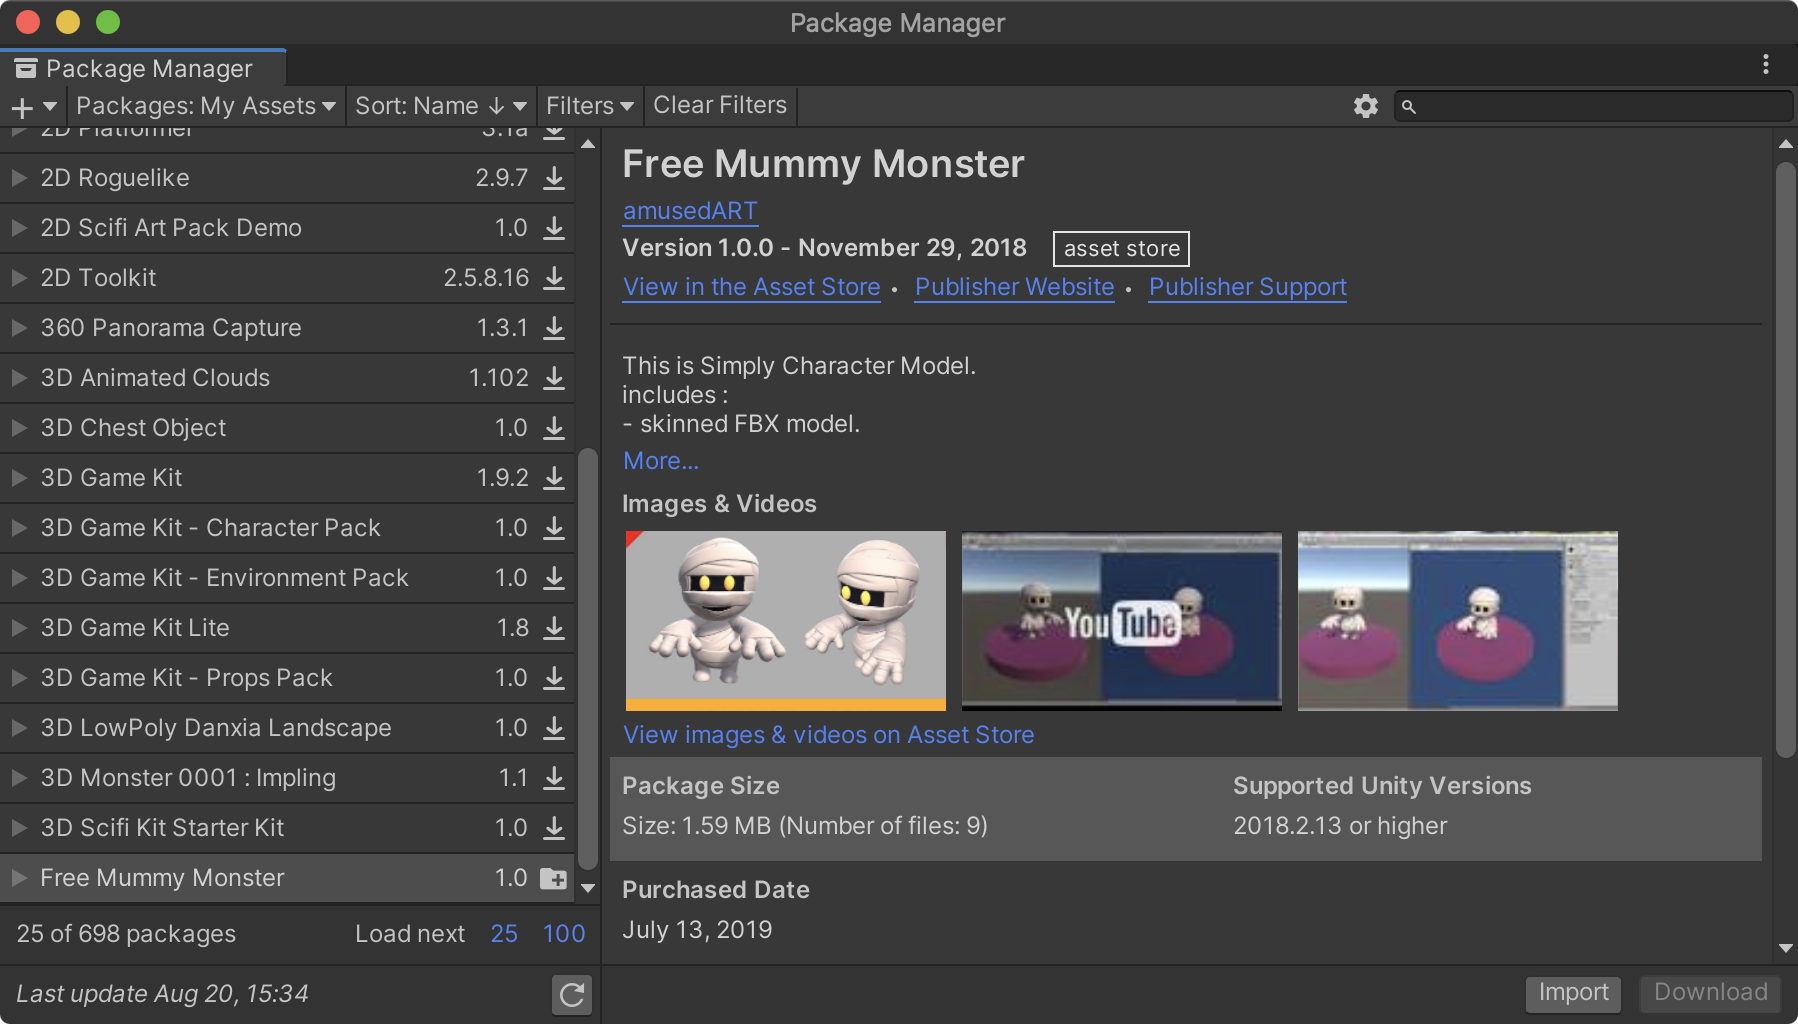 Package Manager
Package Manager
Packages: My Assets
Sort: Name ↓
Filters
Clear Filters
2D Platformer 3.1a
2D Roguelike 2.9.7
2D Scifi Art Pack Demo 1.0
2D Toolkit 2.5.8.16
360 Panorama Capture 1.3.1
3D Animated Clouds 1.102
3D Chest Object 1.0
3D Game Kit 1.9.2
3D Game Kit - Character Pack 1.0
3D Game Kit - Environment Pack 1.0
3D Game Kit Lite 1.8
3D Game Kit - Props Pack 1.0
3D LowPoly Danxia Landscape 1.0
3D Monster 0001 : Impling 1.1
3D Scifi Kit Starter Kit 1.0
Free Mummy Monster 1.0
25 of 698 packages Load next 25 100
Last update Aug 20, 15:34
Free Mummy Monster
amusedART
Version 1.0.0 - November 29, 2018 asset store
View in the Asset Store • Publisher Website • Publisher Support
This is Simply Character Model.
includes :
- skinned FBX model.
More...
Images & Videos
YouTube
View images & videos on Asset Store
Package Size
Size: 1.59 MB (Number of files: 9)
Supported Unity Versions
2018.2.13 or higher
Purchased Date
July 13, 2019
Import
Download